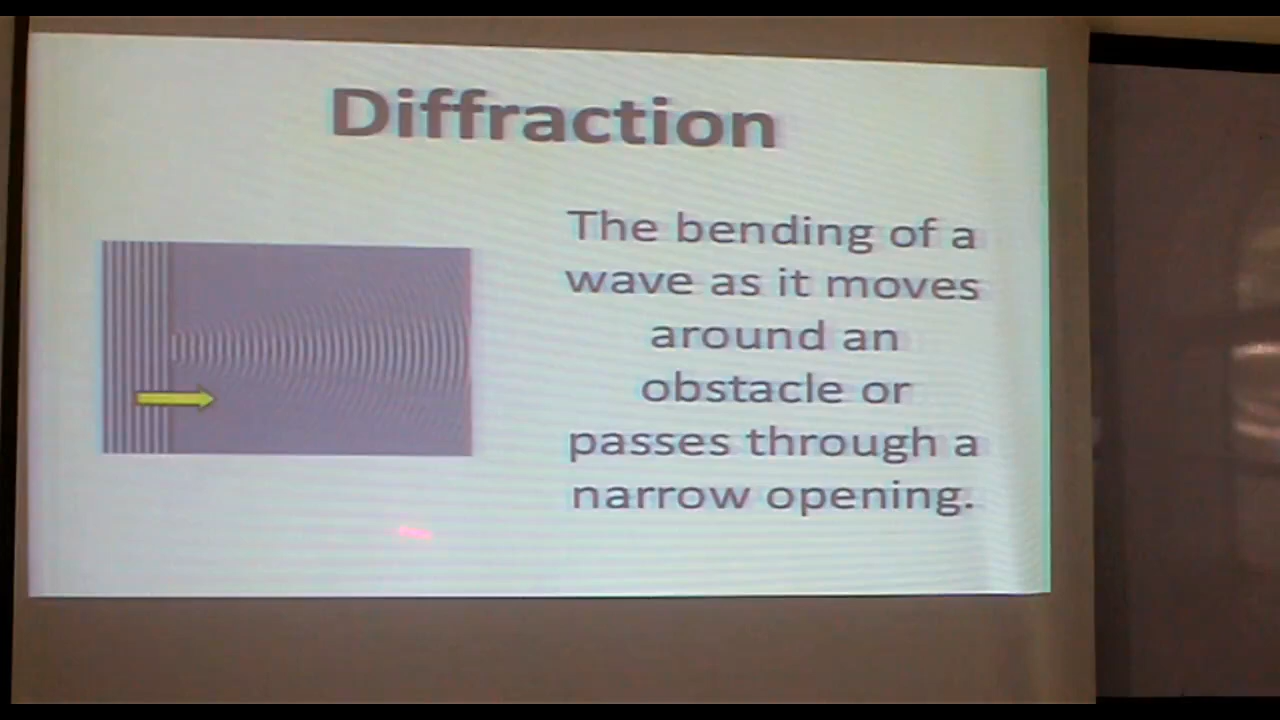 Diffraction
The bending of a
wave as it moves
around an
obstacle or
passes through a
narrow opening.